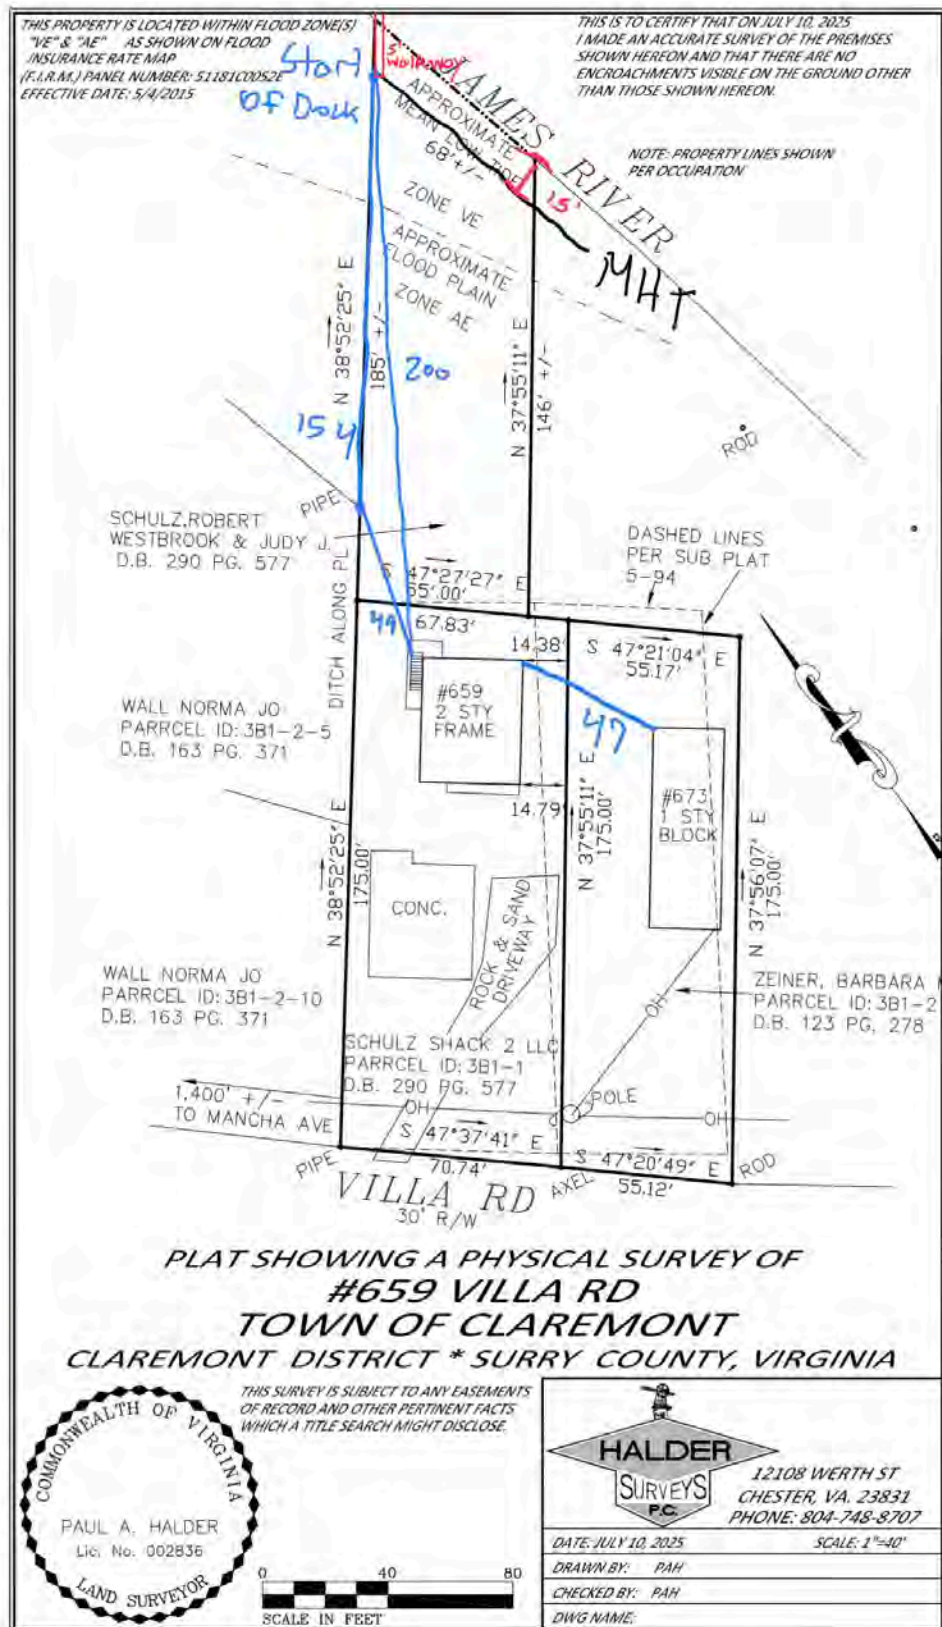 THIS PROPERTY IS LOCATED WITHIN FLOOD ZONE(S)
"VE" & "AE" AS SHOWN ON FLOOD
INSURANCE RATE MAP
(F.I.R.M.) PANEL NUMBER: 51181C0052E
EFFECTIVE DATE: 5/4/2015
THIS IS TO CERTIFY THAT ON JULY 10, 2025
I MADE AN ACCURATE SURVEY OF THE PREMISES
SHOWN HEREON AND THAT THERE ARE NO
ENCROACHMENTS VISIBLE ON THE GROUND OTHER
THAN THOSE SHOWN HEREON.
Start
Of Dock
5'
JAMES RIVER
APPROXIMATE
MEAN LOW TIDE
68'+/-
15'
NOTE: PROPERTY LINES SHOWN
PER OCCUPATION
MHT
ZONE VE
APPROXIMATE
FLOOD PLAIN
ZONE AE
N 38°52'25" E
185' +/-
200
154
N 37°55'11" E
146' +/-
ROD
PIPE
SCHULZ,ROBERT
WESTBROOK & JUDY J.
D.B. 290 PG. 577
DASHED LINES
PER SUB PLAT
5-94
S 47°27'27" E
65.00'
67.83'
49
DITCH ALONG PL
14.38'
S 47°21'04" E
55.17'
#659
2 STY
FRAME
47
WALL NORMA JO
PARRCEL ID: 3B1-2-5
D.B. 163 PG. 371
14.79'
#673
1 STY
BLOCK
N 38°52'25" E
175.00'
N 37°55'11" E
175.00'
N 37°56'07" E
175.00'
CONC.
ROCK & SAND
DRIVEWAY
OH
WALL NORMA JO
PARRCEL ID: 3B1-2-10
D.B. 163 PG. 371
ZEINER, BARBARA
PARRCEL ID: 3B1-2
D.B. 123 PG. 278
SCHULZ SHACK 2 LLC
PARRCEL ID: 3B1-1
D.B. 290 PG. 577
1,400' +/-
TO MANCHA AVE
OH
POLE
OH
S 47°37'41" E
70.74'
S 47°20'49" E
55.12'
PIPE
AXEL
ROD
VILLA RD
30' R/W
PLAT SHOWING A PHYSICAL SURVEY OF
#659 VILLA RD
TOWN OF CLAREMONT
CLAREMONT DISTRICT * SURRY COUNTY, VIRGINIA
THIS SURVEY IS SUBJECT TO ANY EASEMENTS
OF RECORD AND OTHER PERTINENT FACTS
WHICH A TITLE SEARCH MIGHT DISCLOSE.
COMMONWEALTH OF VIRGINIA
PAUL A. HALDER
Lic. No. 002836
LAND SURVEYOR
0 40 80
SCALE IN FEET
HALDER
SURVEYS
P.C.
12108 WERTH ST
CHESTER, VA. 23831
PHONE: 804-748-8707
DATE: JULY 10, 2025 SCALE: 1"=40'
DRAWN BY: PAH
CHECKED BY: PAH
DWG NAME: